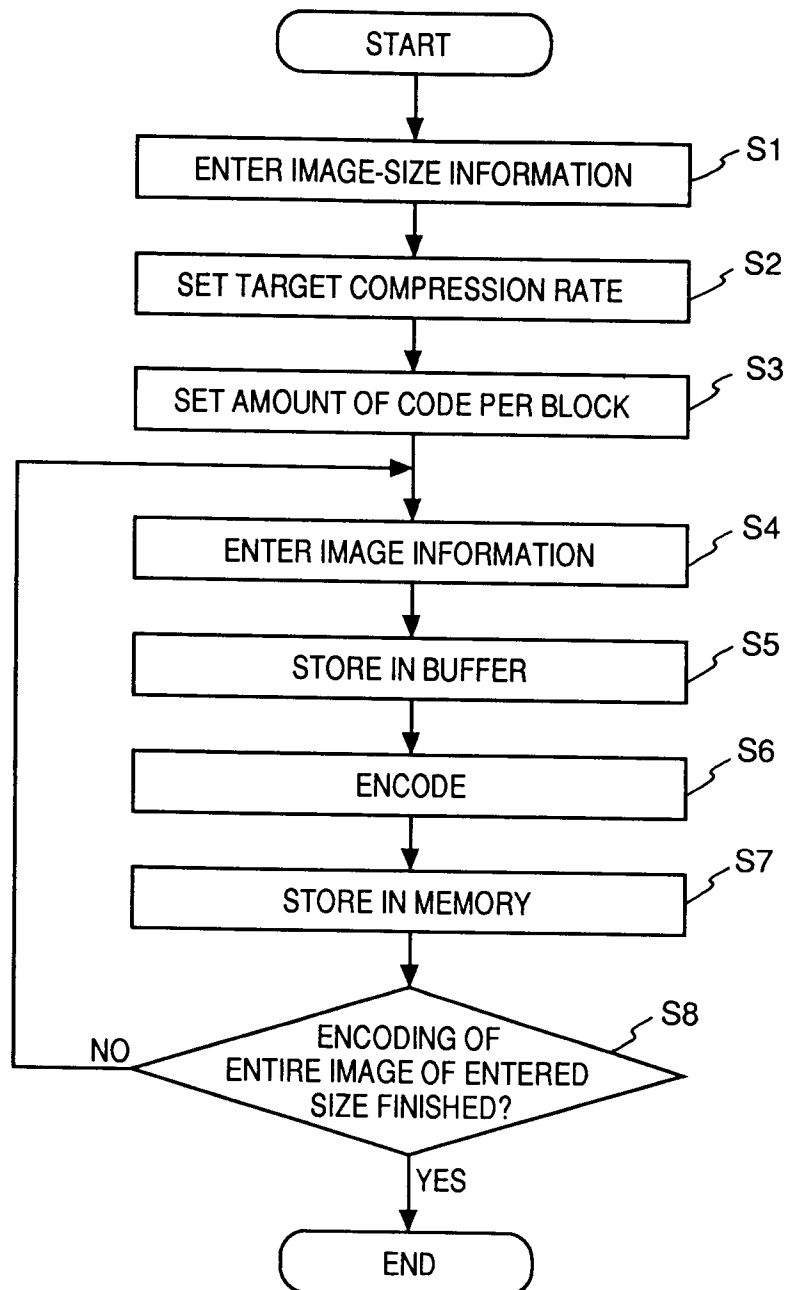 START
S1
ENTER IMAGE-SIZE INFORMATION
S2
SET TARGET COMPRESSION RATE
S3
SET AMOUNT OF CODE PER BLOCK
S4
ENTER IMAGE INFORMATION
S5
STORE IN BUFFER
S6
ENCODE
S7
STORE IN MEMORY
S8
ENCODING OF
ENTIRE IMAGE OF ENTERED
SIZE FINISHED?
NO
YES
END